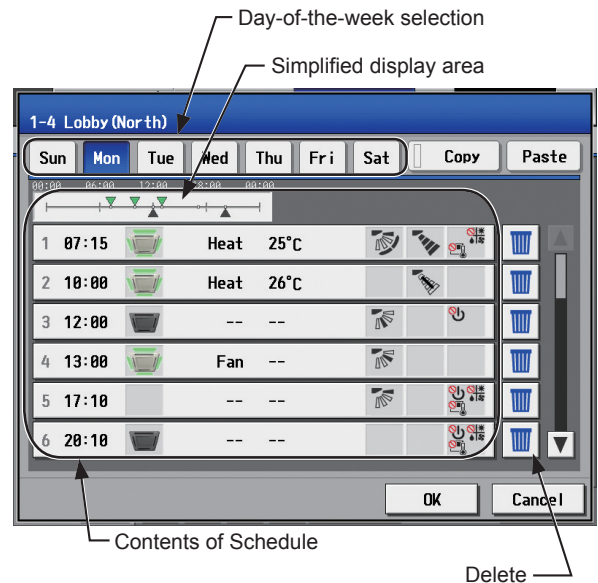 Day-of-the-week selection
Simplified display area
1-4 Lobby(North)
Sun Mon Tue Wed Thu Fri Sat Copy Paste
00:00 06:00 12:00 18:00 00:00
1 07:15 Heat 25°C
2 10:00 Heat 26°C
3 12:00 -- --
4 13:00 Fan --
5 17:10 -- --
6 20:10 -- --
OK Cancel
Contents of Schedule
Delete